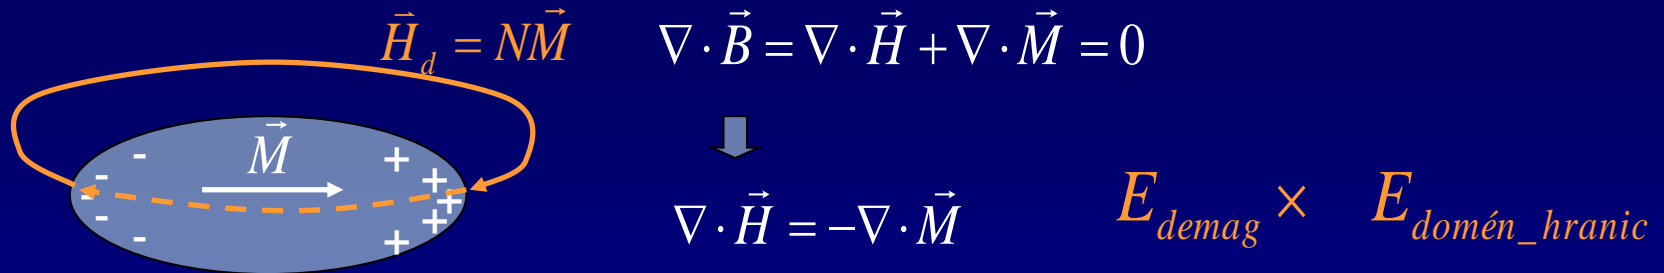 H⃗_d = NM⃗
∇ · B⃗ = ∇ · H⃗ + ∇ · M⃗ = 0
M⃗
- - - - -
+ + + + +
∇ · H⃗ = −∇ · M⃗
E_demag × E_domén_hranic